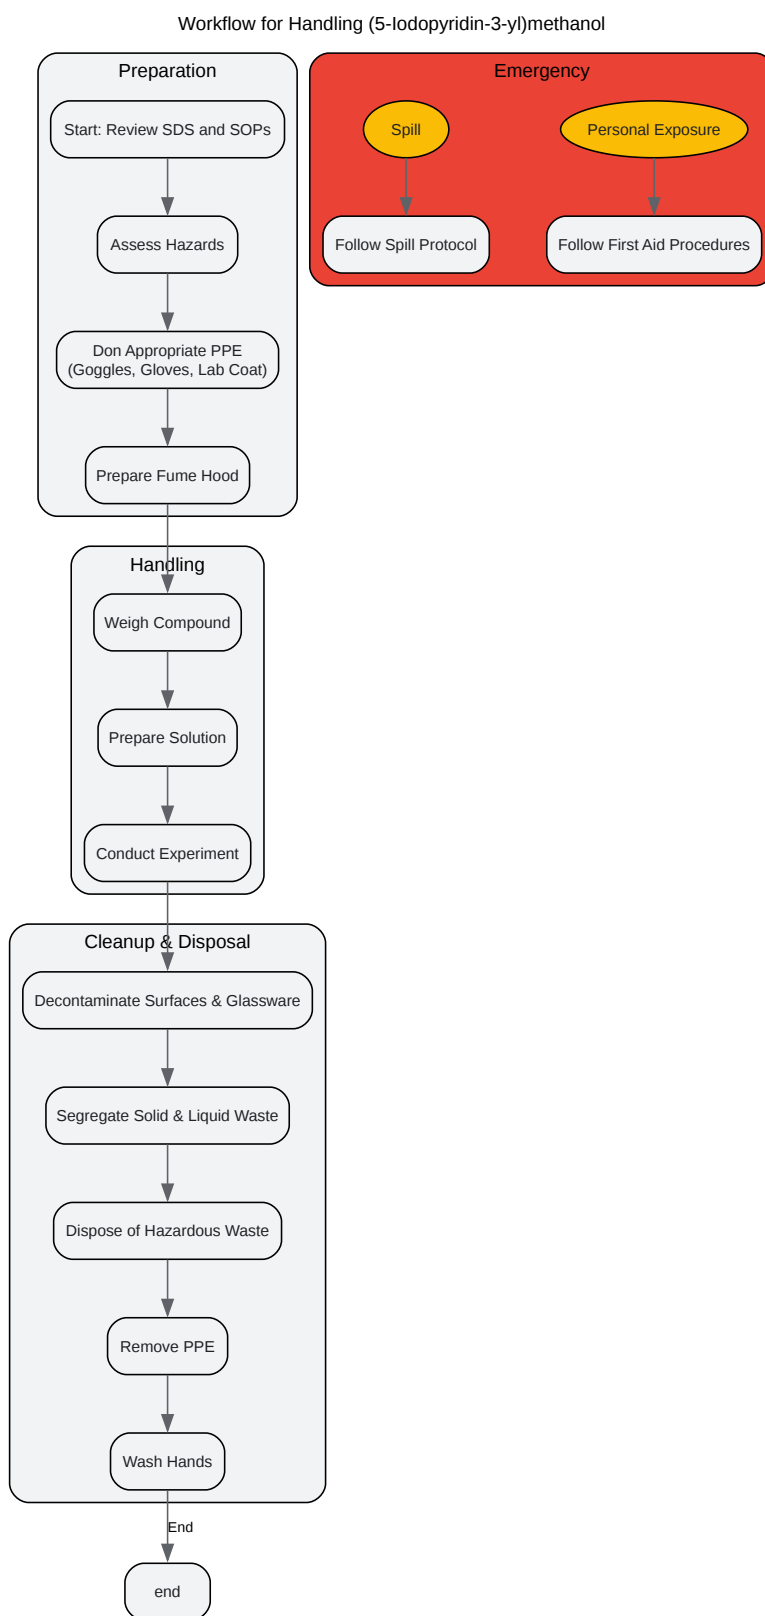 Workflow for Handling (5-Iodopyridin-3-yl)methanol
Preparation
Start: Review SDS and SOPs
Assess Hazards
Don Appropriate PPE
(Goggles, Gloves, Lab Coat)
Prepare Fume Hood
Emergency
Spill
Personal Exposure
Follow Spill Protocol
Follow First Aid Procedures
Handling
Weigh Compound
Prepare Solution
Conduct Experiment
Cleanup & Disposal
Decontaminate Surfaces & Glassware
Segregate Solid & Liquid Waste
Dispose of Hazardous Waste
Remove PPE
Wash Hands
End
end